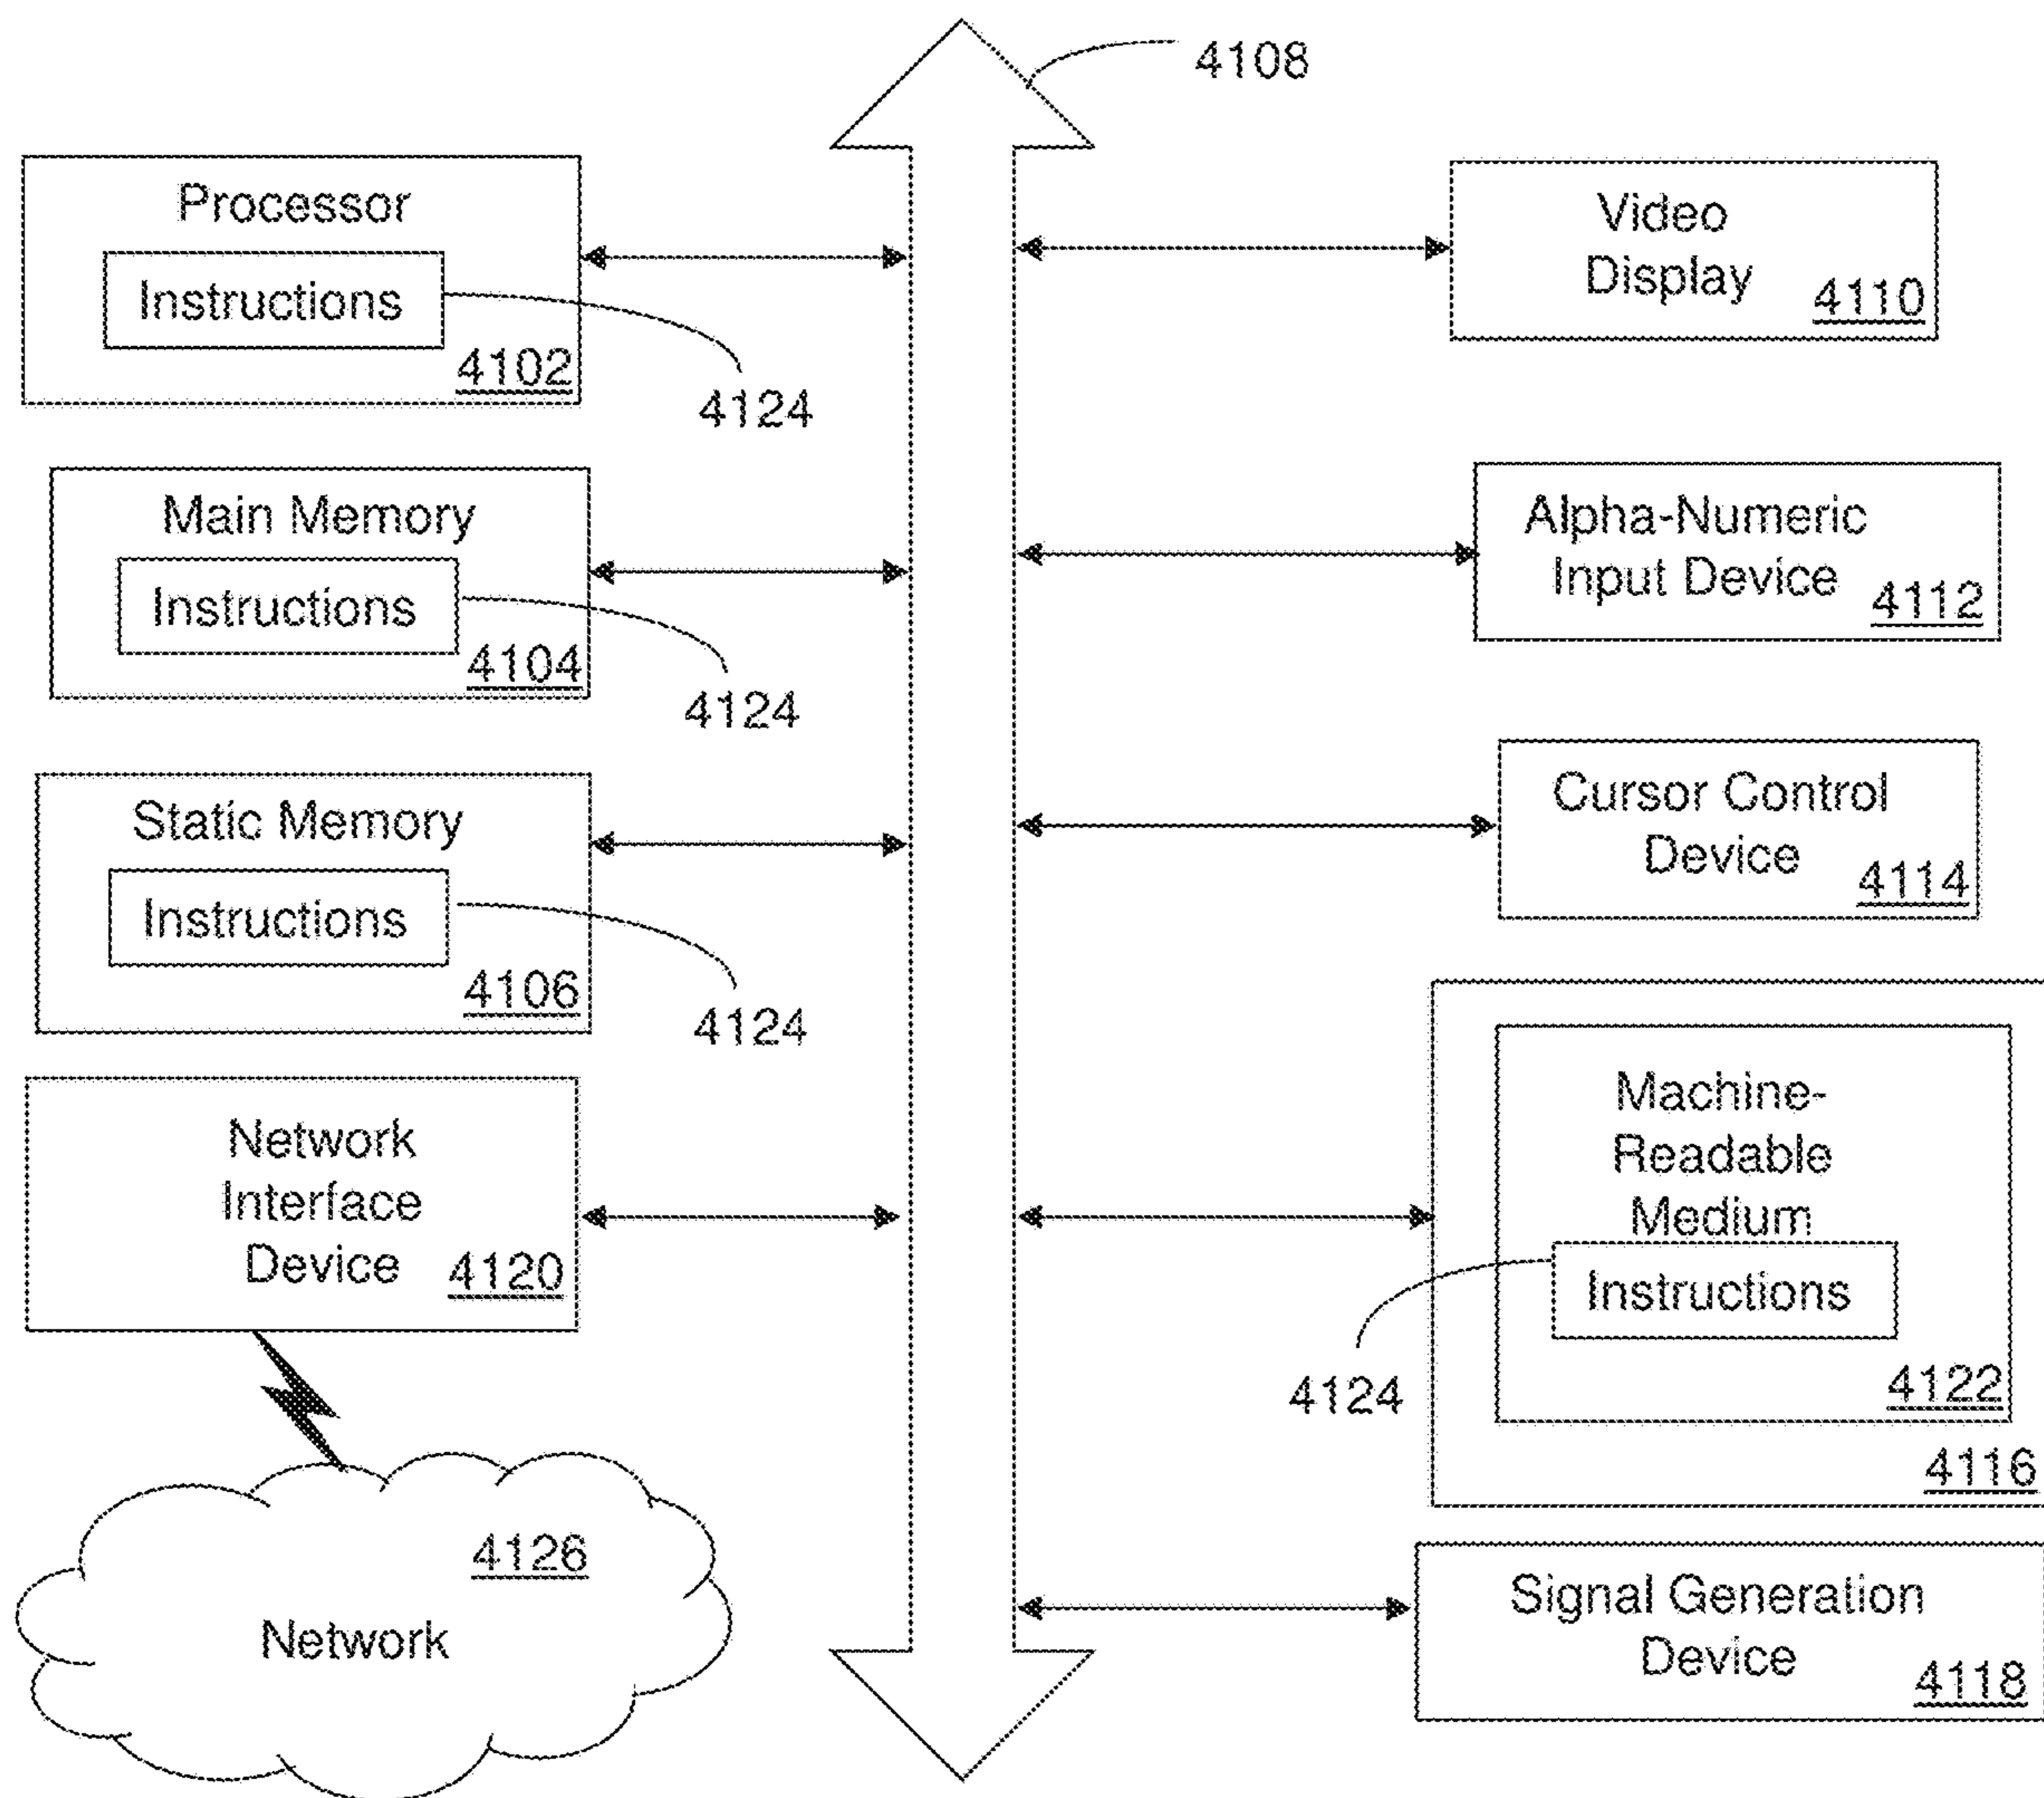 4108
Processor
Instructions
4102
4124
Main Memory
Instructions
4104
4124
Static Memory
Instructions
4106
4124
Network
Interface
Device
4120
4126
Network
Video
Display
4110
Alpha-Numeric
Input Device
4112
Cursor Control
Device
4114
Machine-
Readable
Medium
Instructions
4124
4122
4116
Signal Generation
Device
4118